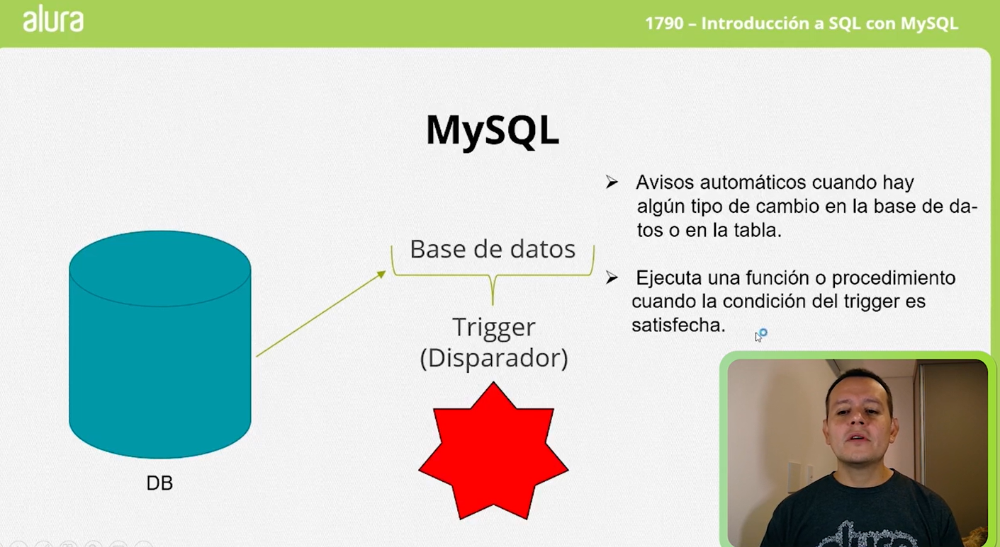 alura
1790 – Introducción a SQL con MySQL
MySQL
Avisos automáticos cuando hay
algún tipo de cambio en la base de da-
tos o en la tabla.
Base de datos
Ejecuta una función o procedimiento
cuando la condición del trigger es
satisfecha.
Trigger
(Disparador)
DB
alura